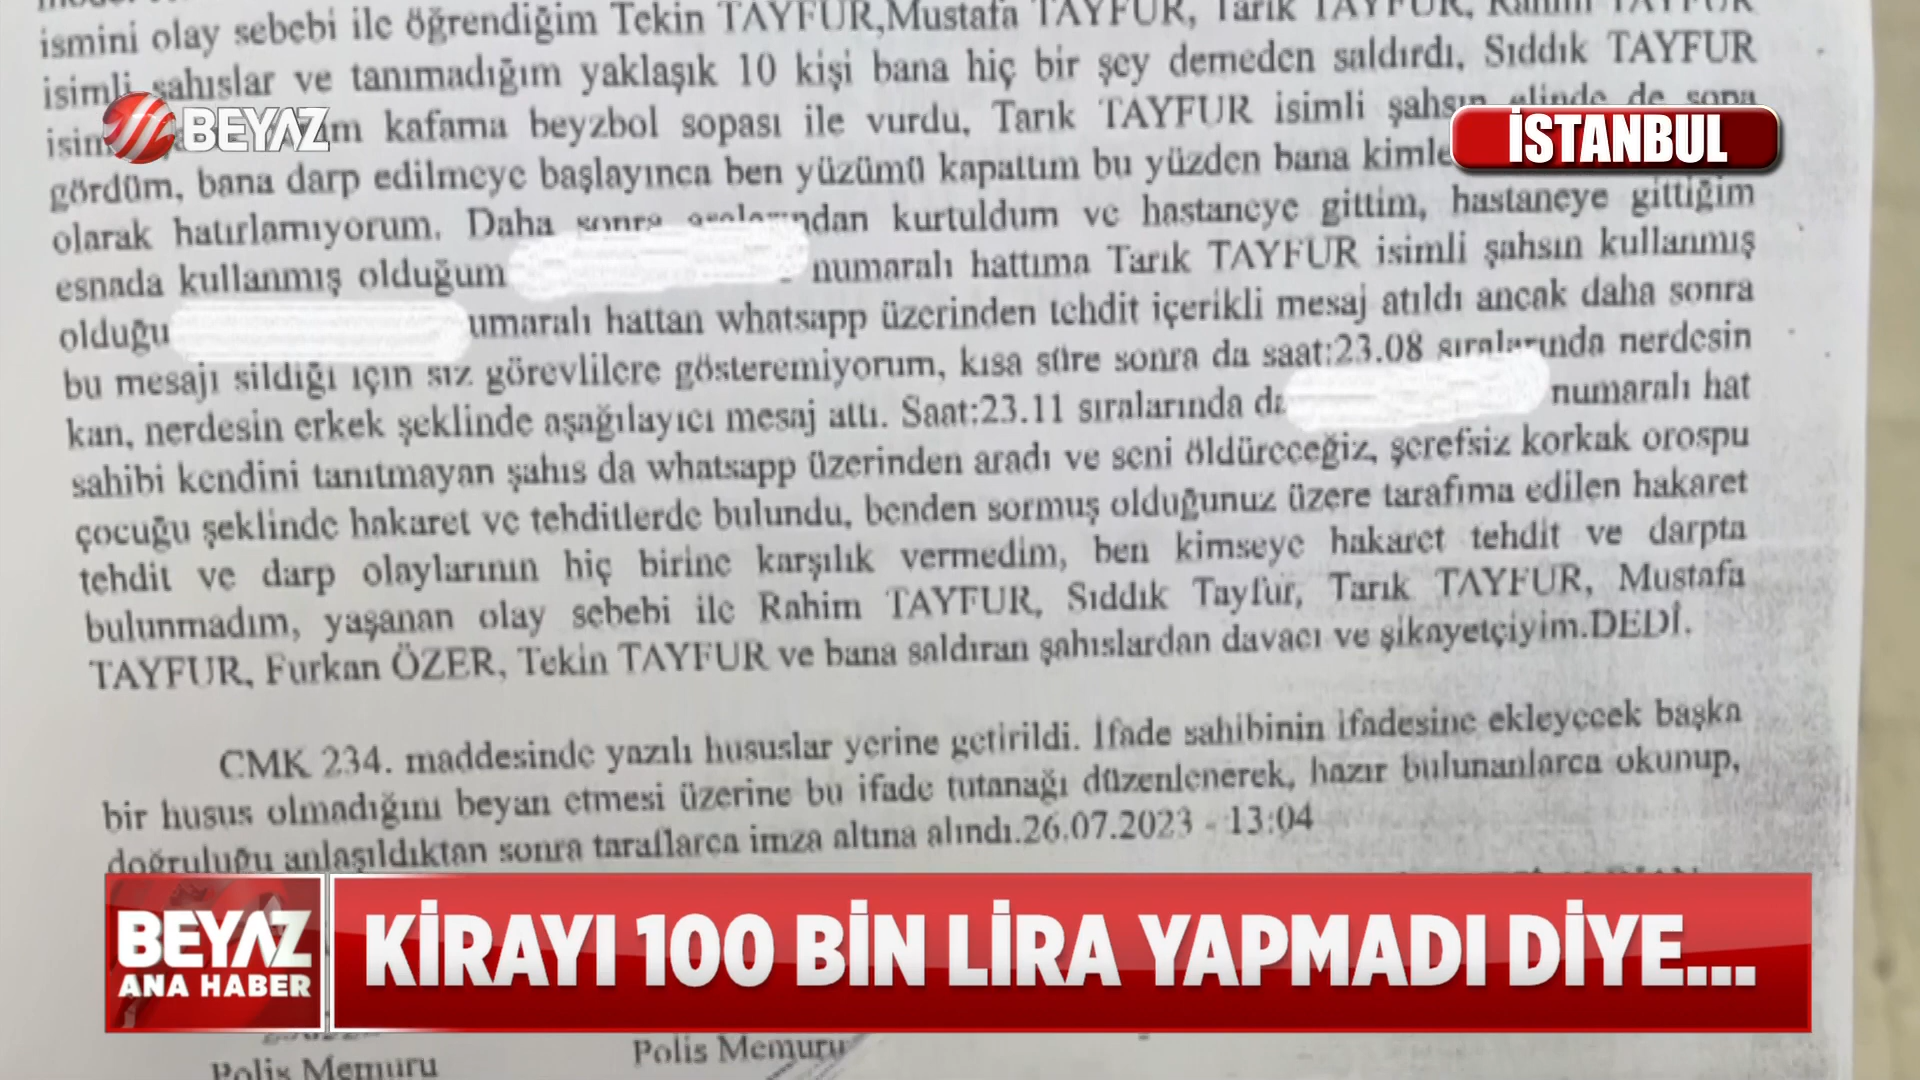 ismini olay sebebi ile öğrendiğim Tekin TAYFUR,Mustafa TAYFUR, Tarık TAYFUR, Rahim TAYFUR
isimli şahıslar ve tanımadığım yaklaşık 10 kişi bana hiç bir şey demeden saldırdı, Sıddık TAYFUR
kafama beyzbol sopası ile vurdu, Tarık TAYFUR isimli şahsın elinde de sopa
BEYAZ
İSTANBUL
gördüm, bana darp edilmeye başlayınca ben yüzümü kapattım bu yüzden bana
olarak hatırlamıyorum. Daha sonra aralarından kurtuldum ve hastaneye gittim, hastaneye gittiğim
esnada kullanmış olduğum numaralı hattıma Tarık TAYFUR isimli şahsın kullanmış
olduğu umaralı hattan whatsapp üzerinden tehdit içerikli mesaj atıldı ancak daha sonra
bu mesajı sildiği için siz görevlilere gösteremiyorum, kısa süre sonra da saat:23.08 sıralarında nerdesin
kan, nerdesin erkek şeklinde aşağılayıcı mesaj attı. Saat:23.11 sıralarında da numaralı hat
sahibi kendini tanıtmayan şahıs da whatsapp üzerinden aradı ve seni öldüreceğiz, şerefsiz korkak orospu
çocuğu şeklinde hakaret ve tehditlerde bulundu, benden sormuş olduğunuz üzere tarafıma edilen hakaret
tehdit ve darp olaylarının hiç birine karşılık vermedim, ben kimseye hakaret tehdit ve darpta
bulunmadım, yaşanan olay sebebi ile Rahim TAYFUR, Sıddık Tayfur, Tarık TAYFUR, Mustafa
TAYFUR, Furkan ÖZER, Tekin TAYFUR ve bana saldıran şahıslardan davacı ve şikayetçiyim.DEDİ.
CMK 234. maddesinde yazılı hususlar yerine getirildi. İfade sahibinin ifadesine ekleyecek başka
bir husus olmadığını beyan etmesi üzerine bu ifade tutanağı düzenlenerek, hazır bulunanlarca okunup,
doğruluğu anlaşıldıktan sonra taraflarca imza altına alındı.26.07.2023 - 13:04
BEYAZ
ANA HABER
KİRAYI 100 BİN LİRA YAPMADI DİYE...
Polis Memuru
Polis Memuru